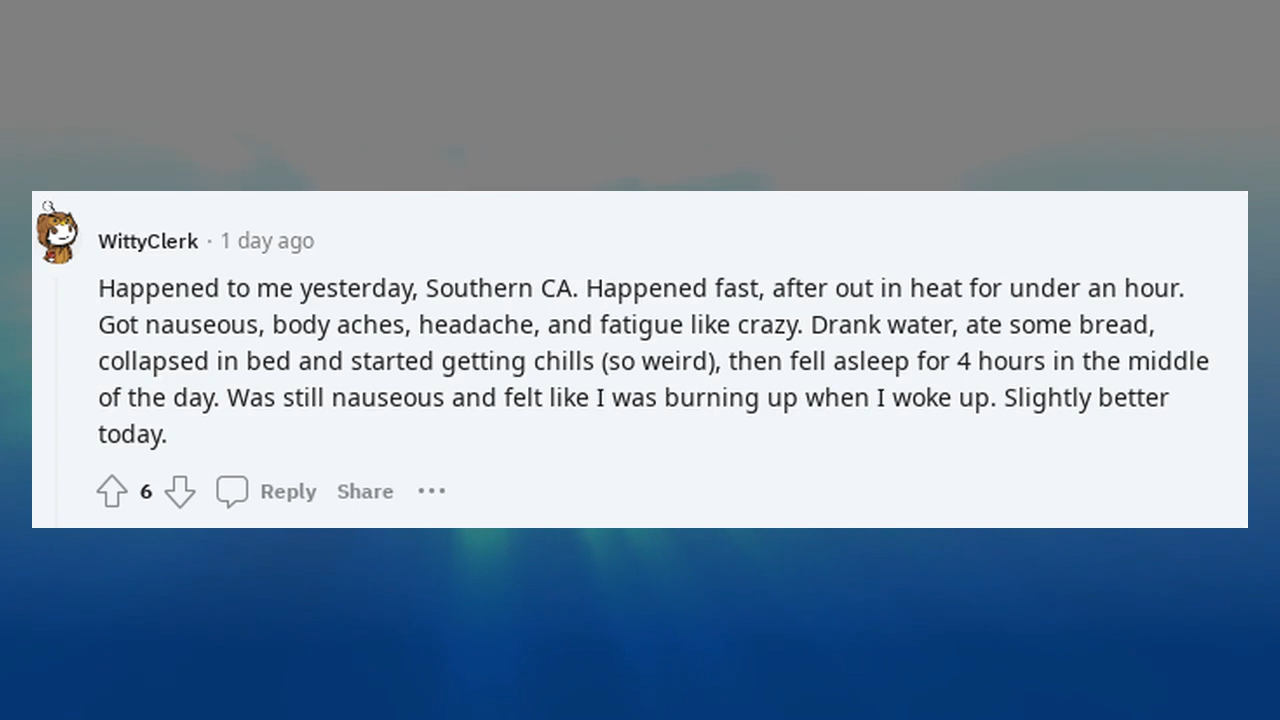 WittyClerk · 1 day ago
Happened to me yesterday, Southern CA. Happened fast, after out in heat for under an hour.
Got nauseous, body aches, headache, and fatigue like crazy. Drank water, ate some bread,
collapsed in bed and started getting chills (so weird), then fell asleep for 4 hours in the middle
of the day. Was still nauseous and felt like I was burning up when I woke up. Slightly better
today.
6 Reply Share ···